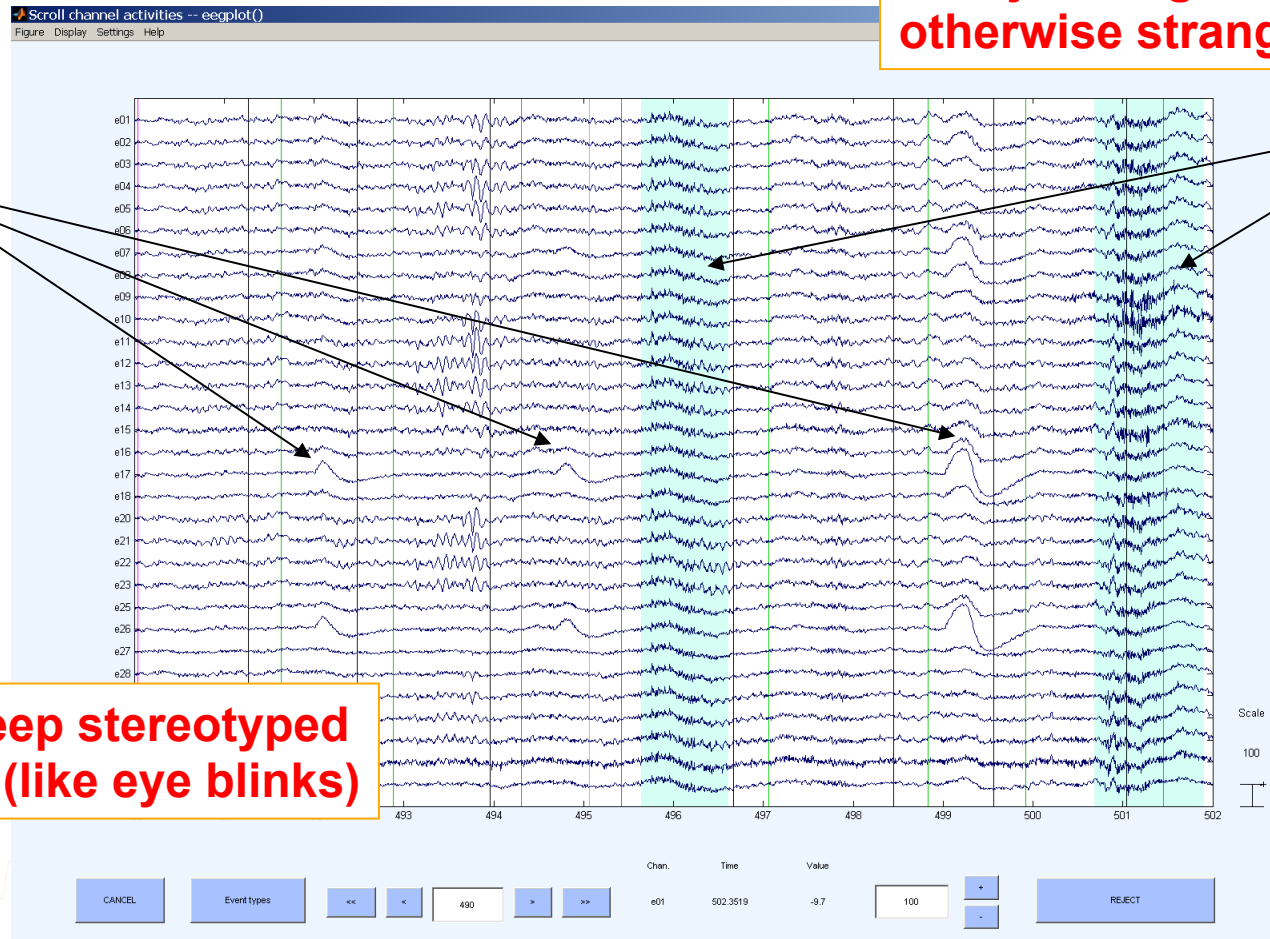 Scroll channel activities -- eegplot()
Figure Display Settings Help
otherwise strang
e01
e02
e03
e04
e05
e06
e07
e08
e09
e10
e11
e12
e13
e14
e15
e16
e17
e18
e20
e21
e22
e23
e25
e26
e27
e28
eep stereotyped
(like eye blinks)
493 494 495 496 497 498 499 500 501 502
Scale
100
Chan. Time Value
CANCEL Event types << < 490 > >> e01 502.3519 -9.7 100 + - REJECT